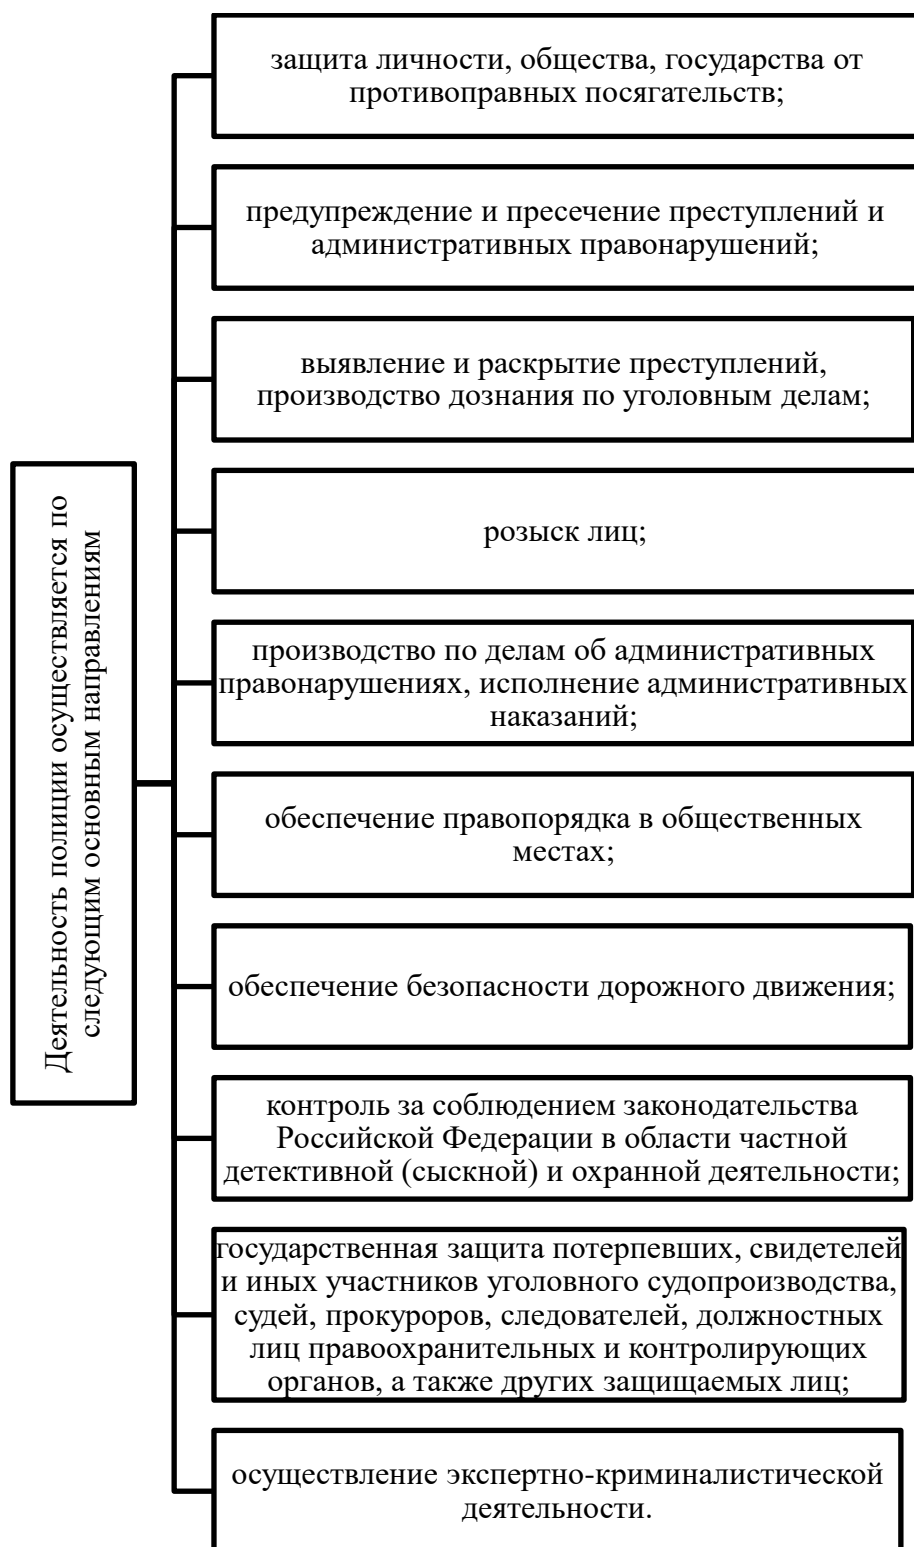 защита личности, общества, государства от
противоправных посягательств;
предупреждение и пресечение преступлений и
административных правонарушений;
выявление и раскрытие преступлений,
производство дознания по уголовным делам;
розыск лиц;
Деятельность полиции осуществляется по
следующим основным направлениям
производство по делам об административных
правонарушениях, исполнение административных
наказаний;
обеспечение правопорядка в общественных
местах;
обеспечение безопасности дорожного движения;
контроль за соблюдением законодательства
Российской Федерации в области частной
детективной (сыскной) и охранной деятельности;
государственная защита потерпевших, свидетелей
и иных участников уголовного судопроизводства,
судей, прокуроров, следователей, должностных
лиц правоохранительных и контролирующих
органов, а также других защищаемых лиц;
осуществление экспертно-криминалистической
деятельности.